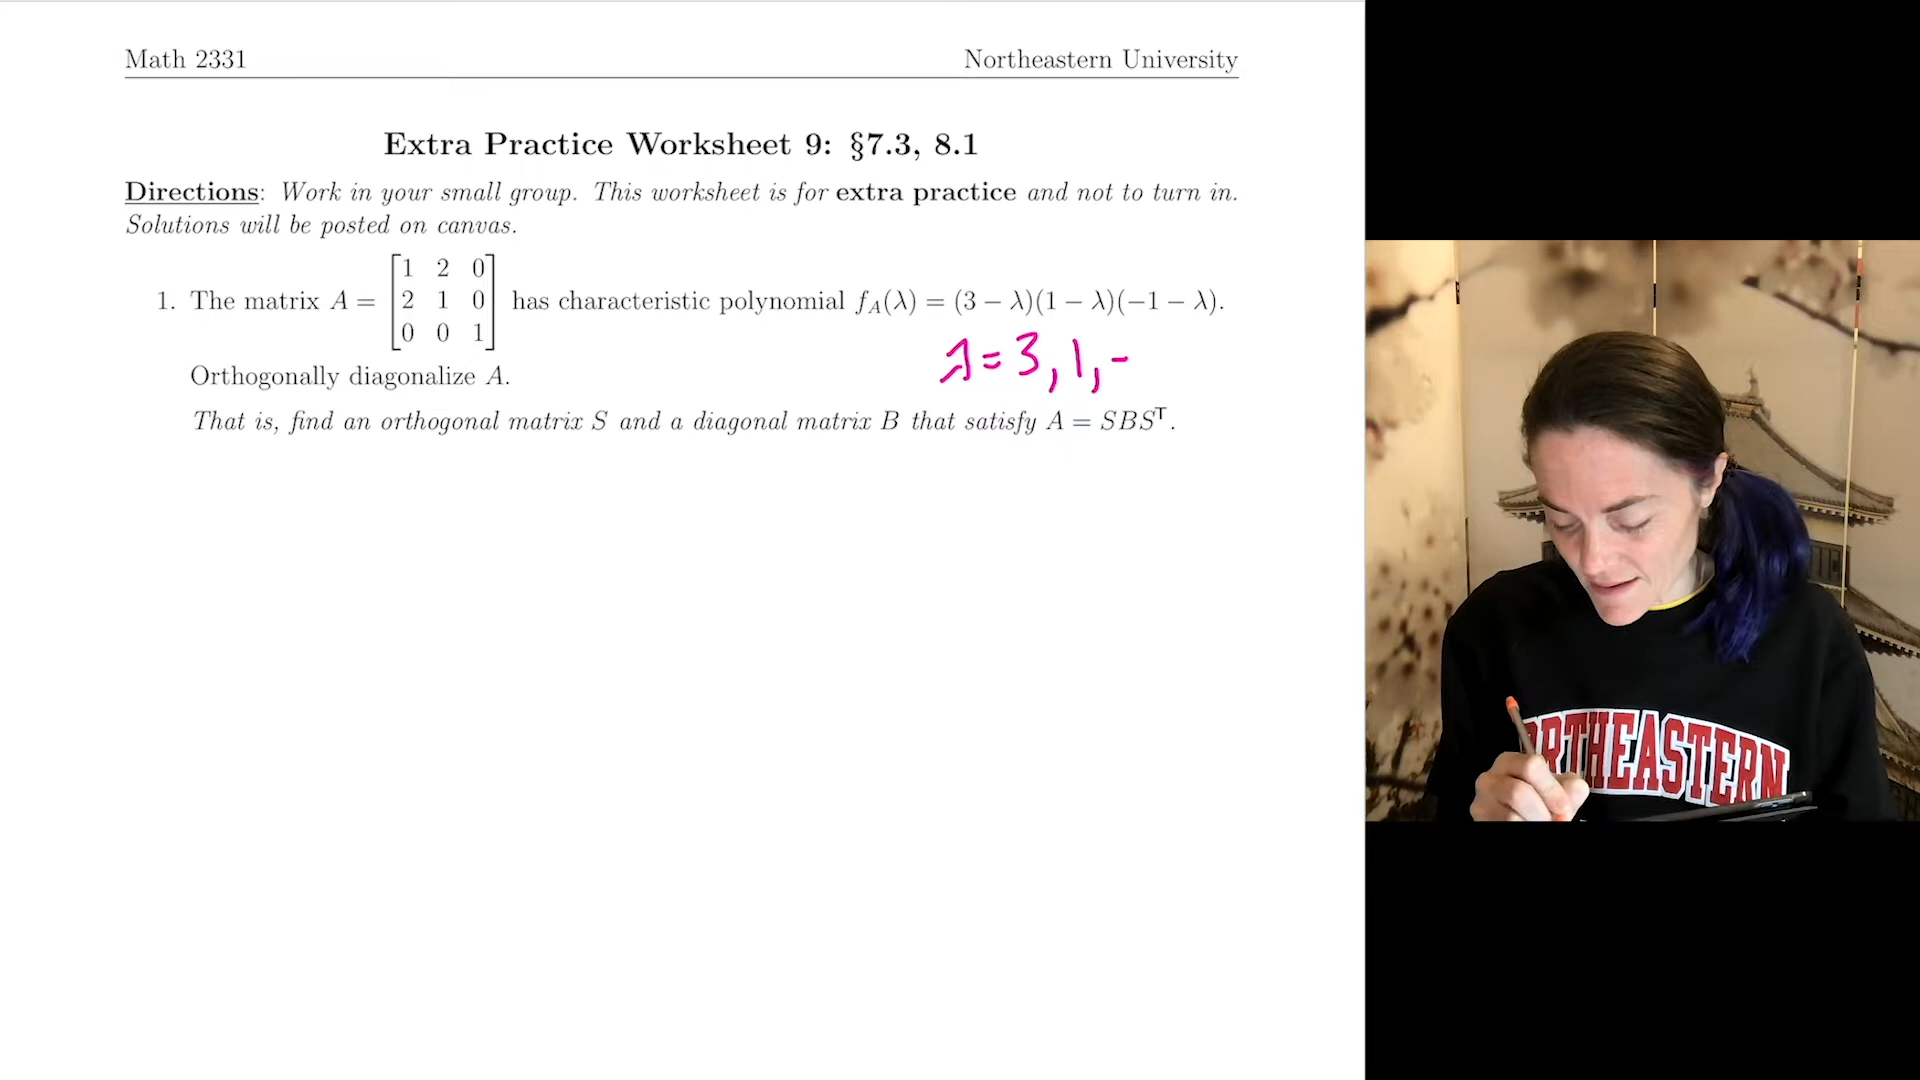 Math 2331 Northeastern University
Extra Practice Worksheet 9: §7.3, 8.1
Directions: Work in your small group. This worksheet is for extra practice and not to turn in.
Solutions will be posted on canvas.
1. The matrix A = [1 2 0; 2 1 0; 0 0 1] has characteristic polynomial f_A(λ) = (3 − λ)(1 − λ)(−1 − λ).
λ = 3, 1, -
Orthogonally diagonalize A.
That is, find an orthogonal matrix S and a diagonal matrix B that satisfy A = SBS^T.
RTHEASTERN